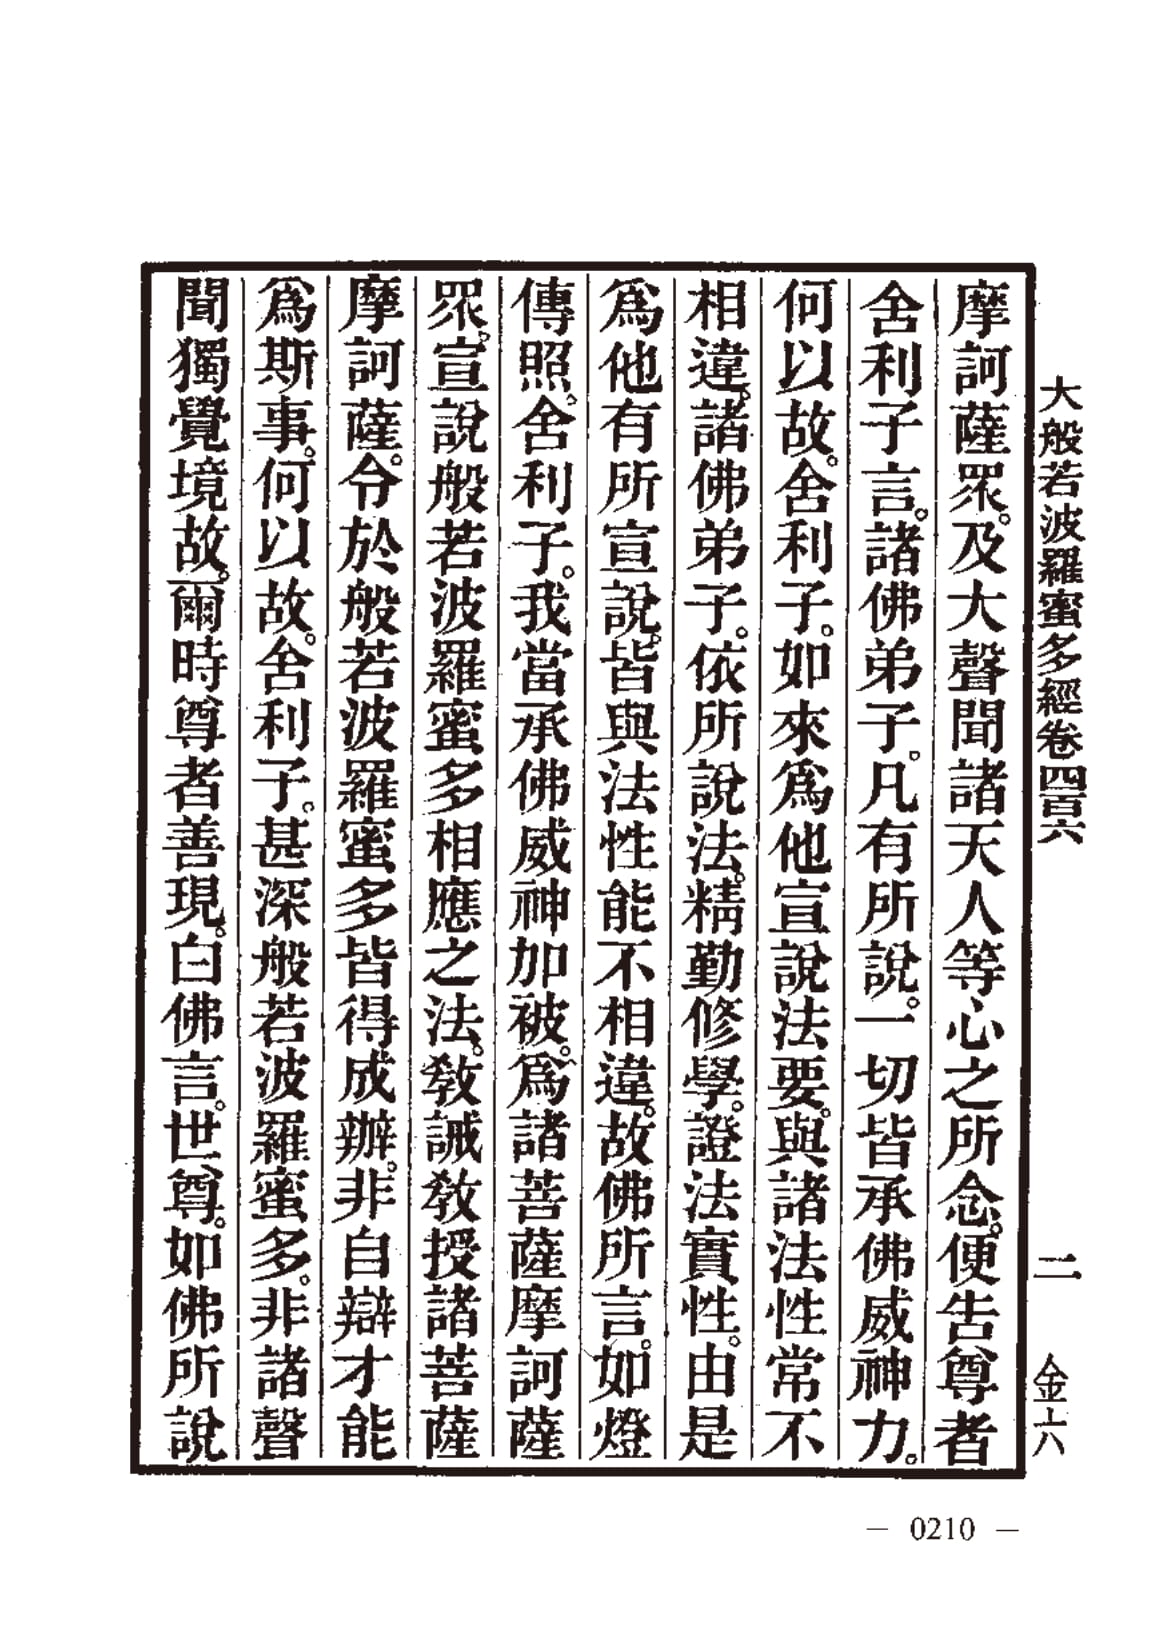 大般若波羅蜜多經卷四百六　二　金六
摩訶薩眾。及大聲聞諸天人等心之所念。便告尊者
舍利子言。諸佛弟子。凡有所說。一切皆承佛威神力。
何以故。舍利子。如來爲他宣說法要。與諸法性常不
相違。諸佛弟子。依所說法。精勤修學。證法實性。由是
爲他有所宣說。皆與法性能不相違。故佛所言。如燈
傳照。舍利子。我當承佛威神加被。爲諸菩薩摩訶薩
眾。宣說般若波羅蜜多相應之法。教誡教授諸菩薩
摩訶薩。令於般若波羅蜜多皆得成辦。非自辯才能
爲斯事。何以故。舍利子。甚深般若波羅蜜多。非諸聲
聞獨覺境故。爾時尊者善現。白佛言。世尊。如佛所說
— 0210 —